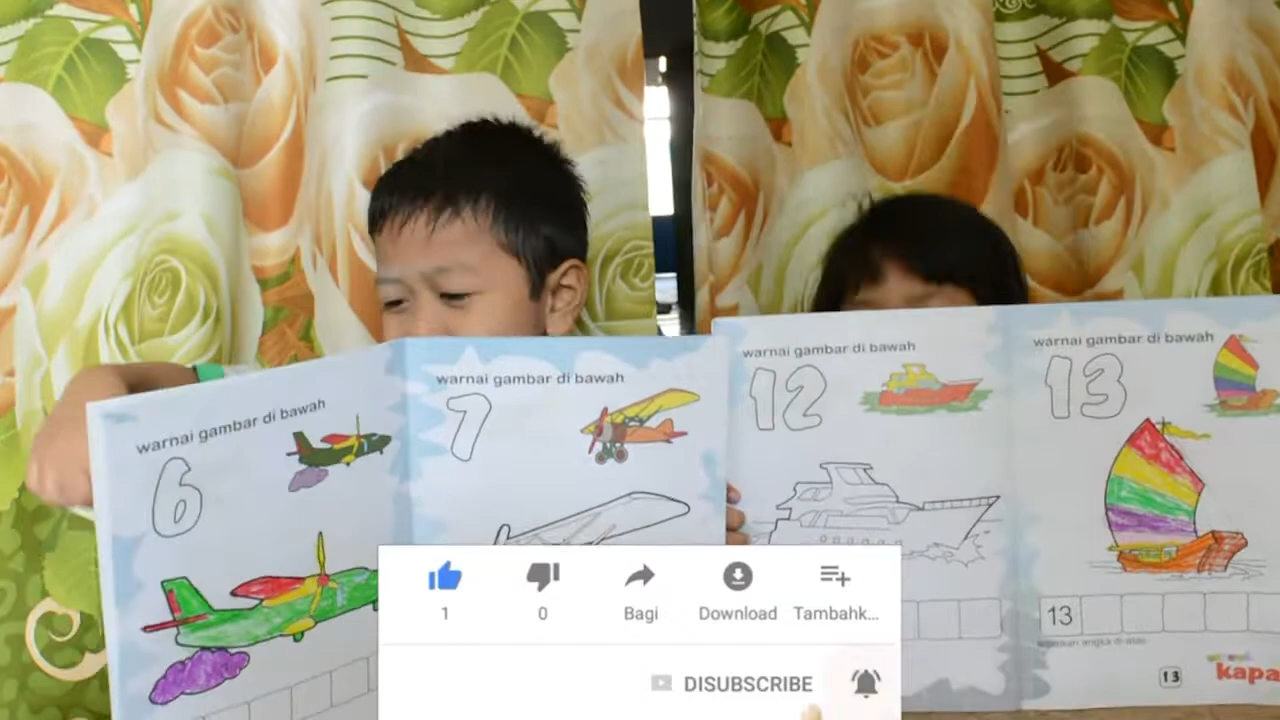 warnai gambar di bawah
6
warnai gambar di bawah
7
warnai gambar di bawah
12
warnai gambar di bawah
13
13
13
kapa
1
0
Bagi
Download
Tambahk...
DISUBSCRIBE